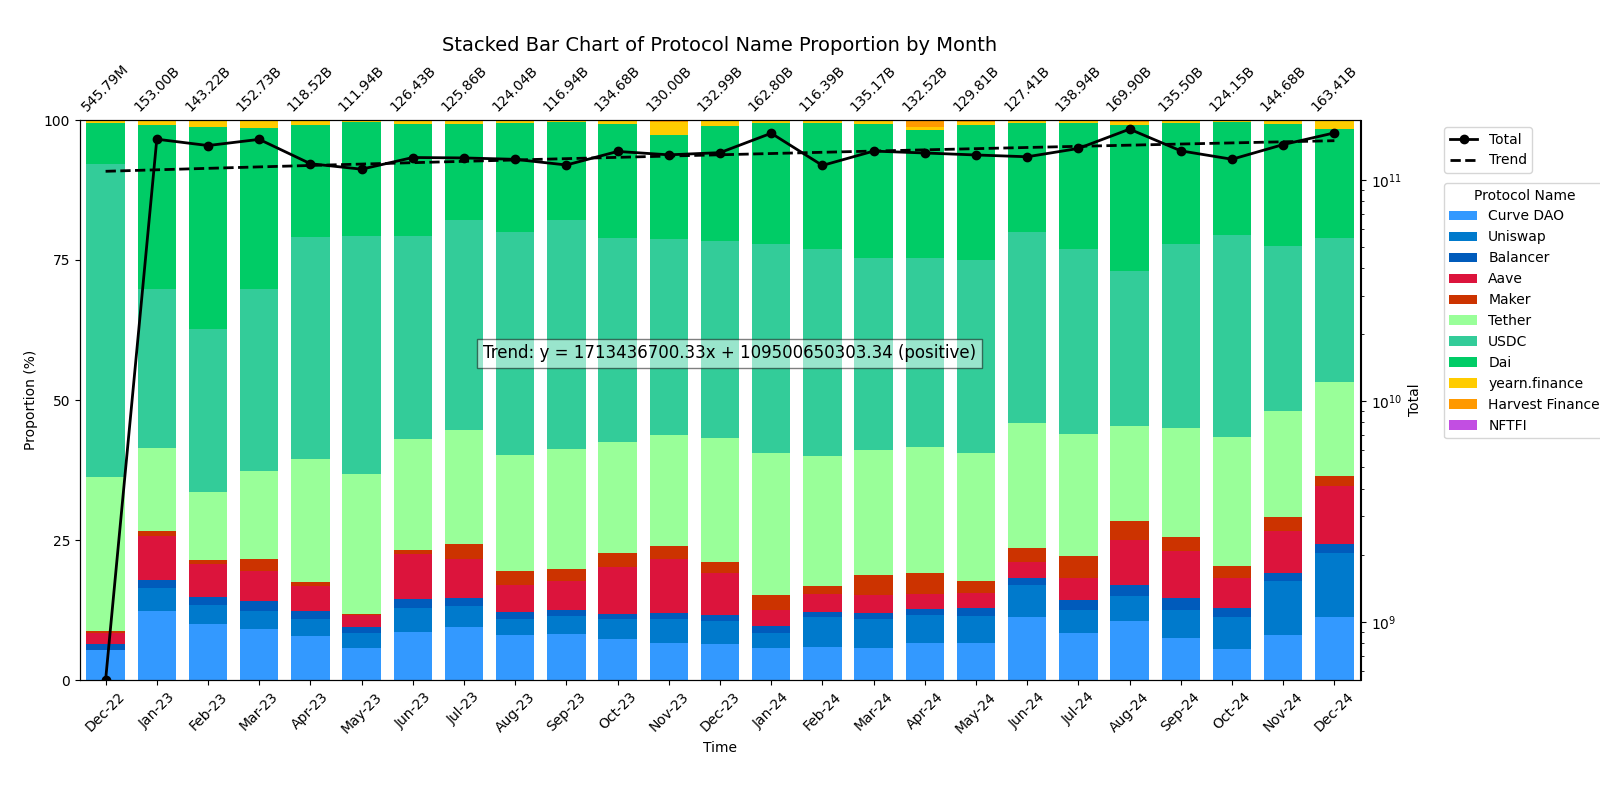 Stacked Bar Chart of Protocol Name Proportion by Month
545.79M 153.00B 143.22B 152.73B 118.52B 111.94B 126.43B 125.86B 124.04B 116.94B 134.68B 130.00B 132.99B 162.80B 116.39B 135.17B 132.52B 129.81B 127.41B 138.94B 169.90B 135.50B 124.15B 144.68B 163.41B
100
75
50
25
0
Proportion (%)
Trend: y = 1713436700.33x + 109500650303.34 (positive)
10¹¹
10¹⁰
10⁹
Total
Dec-22 Jan-23 Feb-23 Mar-23 Apr-23 May-23 Jun-23 Jul-23 Aug-23 Sep-23 Oct-23 Nov-23 Dec-23 Jan-24 Feb-24 Mar-24 Apr-24 May-24 Jun-24 Jul-24 Aug-24 Sep-24 Oct-24 Nov-24 Dec-24
Time
Total
Trend
Protocol Name
Curve DAO
Uniswap
Balancer
Aave
Maker
Tether
USDC
Dai
yearn.finance
Harvest Finance
NFTFI